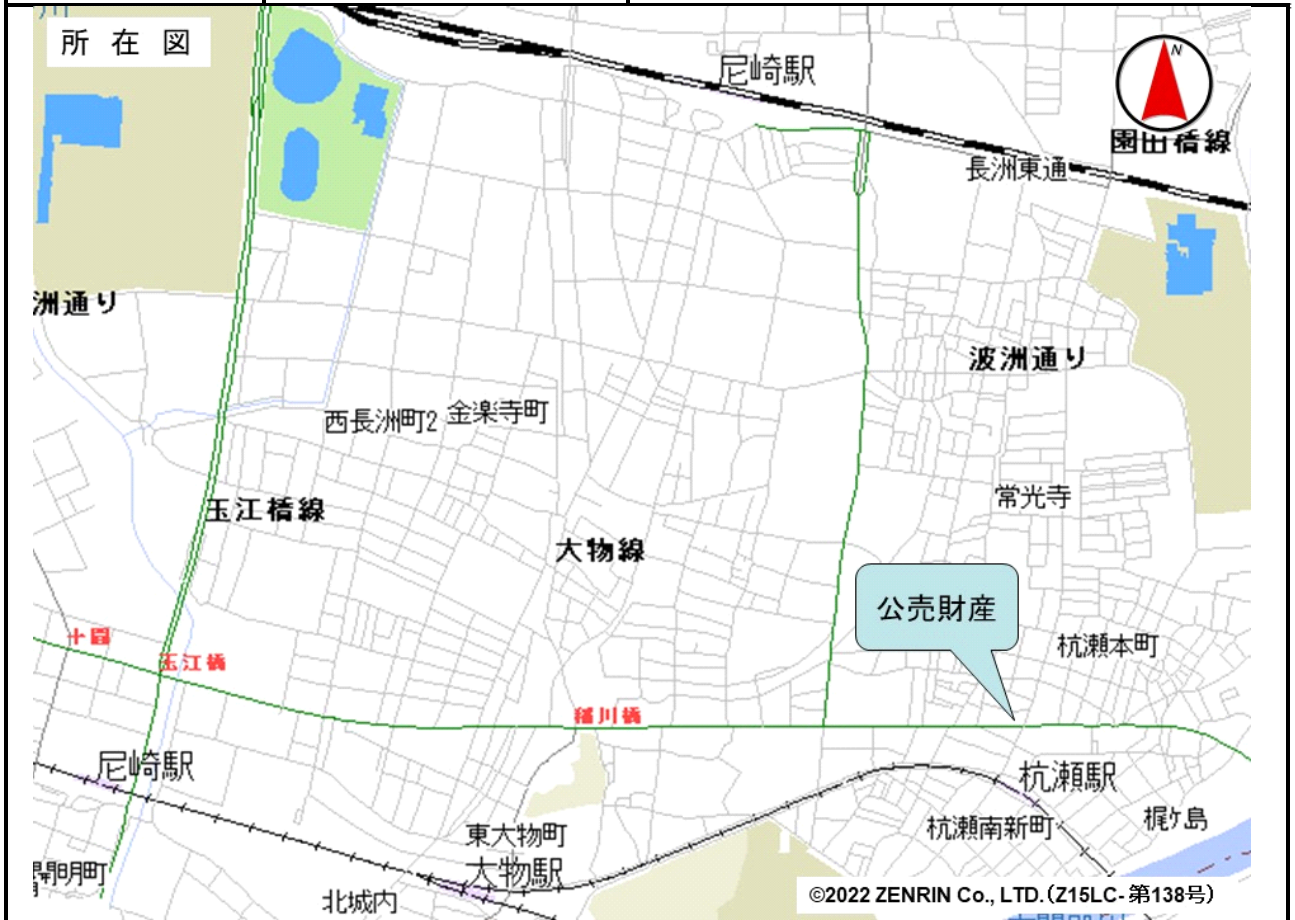 所 在 図
尼崎駅
N
園田橋線
長洲東通
洲通り
波洲通り
西長洲町2
金楽寺町
玉江橋線
常光寺
大物線
公売財産
杭瀬本町
十間
玉江橋
稲川橋
尼崎駅
杭瀬駅
東大物町
杭瀬南新町
梶ケ島
大物駅
開明町
北城内
©2022 ZENRIN Co., LTD.(Z15LC-第138号)